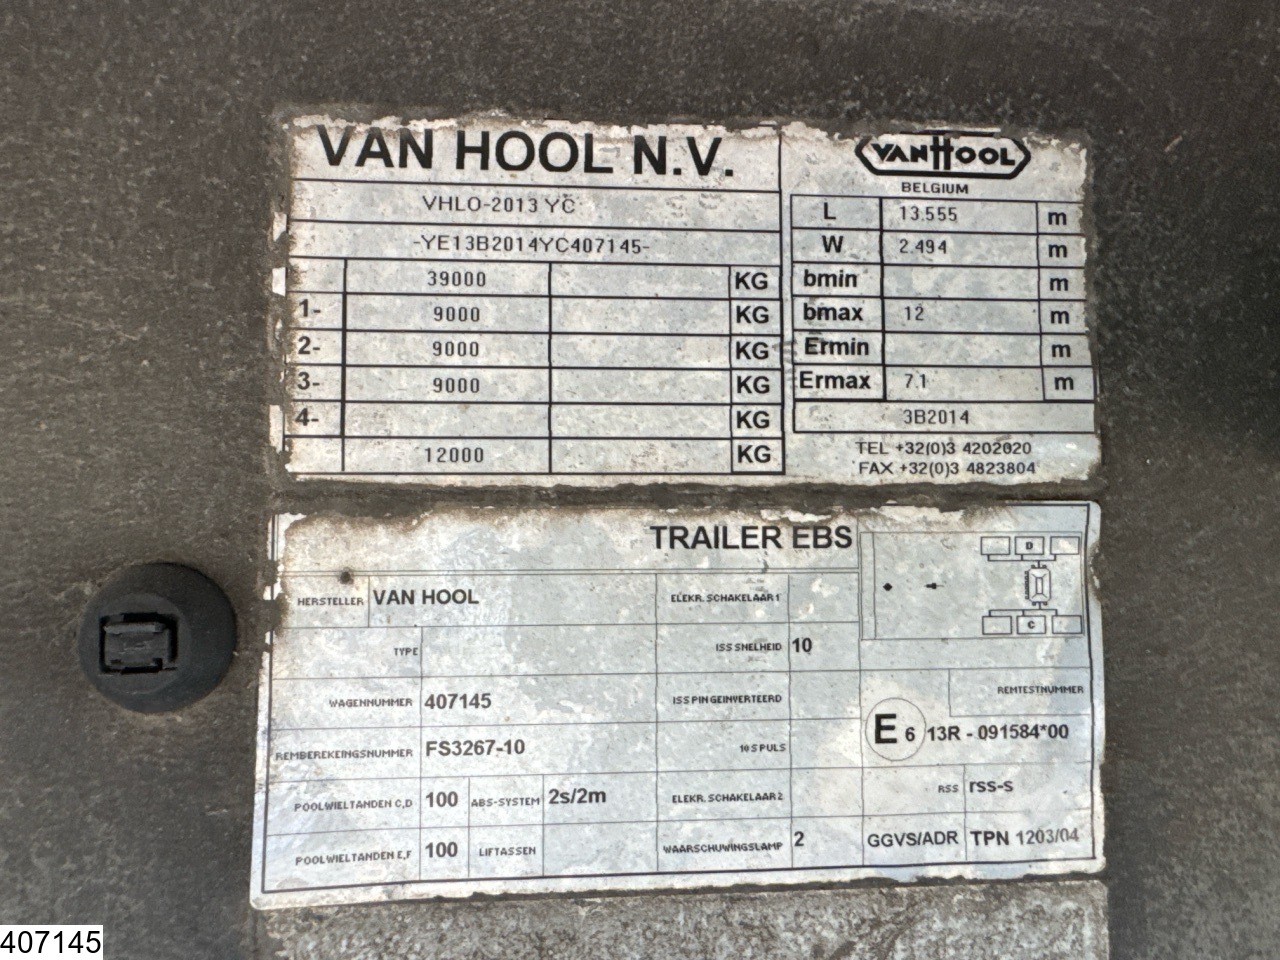 VAN HOOL N.V.
VHLO-2013 YC
-YE13B2014YC407145-
39000 KG
1- 9000 KG
2- 9000 KG
3- 9000 KG
4- KG
12000 KG
VANHOOL
BELGIUM
L 13.555 m
W 2.494 m
bmin m
bmax 12 m
Ermin m
Ermax 7.1 m
3B2014
TEL +32(0)3 4202020
FAX +32(0)3 4823804
TRAILER EBS
D
C
HERSTELLER VAN HOOL ELEKR. SCHAKELAAR 1
TYPE ISS SNELHEID 10
WAGENNUMMER 407145 ISS PIN GEINVERTEERD REMTESTNUMMER
REMBEREKEINGSNUMMER FS3267-10 10 S PULS E 6 13R - 091584*00
POOLWIELTANDEN C,D 100 ABS-SYSTEM 2s/2m ELEKR. SCHAKELAAR 2 RSS rss-s
POOLWIELTANDEN E,F 100 LIFTASSEN WAARSCHUWINGSLAMP 2 GGVS/ADR TPN 1203/04
407145